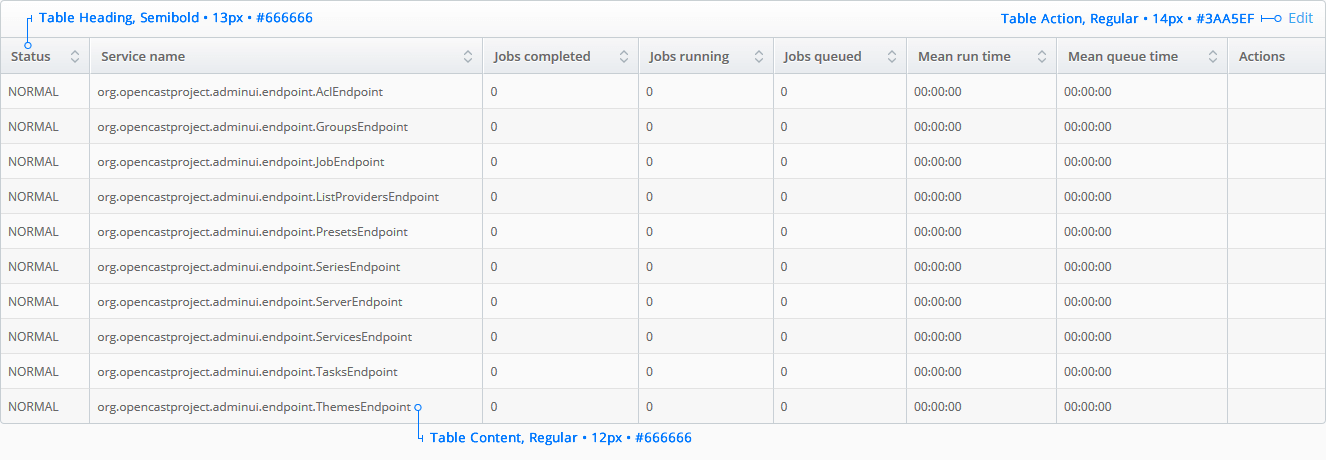 Table Heading, Semibold • 13px • #666666 Table Action, Regular • 14px • #3AA5EF Edit
Status Service name Jobs completed Jobs running Jobs queued Mean run time Mean queue time Actions
NORMAL org.opencastproject.adminui.endpoint.AclEndpoint 0 0 0 00:00:00 00:00:00
NORMAL org.opencastproject.adminui.endpoint.GroupsEndpoint 0 0 0 00:00:00 00:00:00
NORMAL org.opencastproject.adminui.endpoint.JobEndpoint 0 0 0 00:00:00 00:00:00
NORMAL org.opencastproject.adminui.endpoint.ListProvidersEndpoint 0 0 0 00:00:00 00:00:00
NORMAL org.opencastproject.adminui.endpoint.PresetsEndpoint 0 0 0 00:00:00 00:00:00
NORMAL org.opencastproject.adminui.endpoint.SeriesEndpoint 0 0 0 00:00:00 00:00:00
NORMAL org.opencastproject.adminui.endpoint.ServerEndpoint 0 0 0 00:00:00 00:00:00
NORMAL org.opencastproject.adminui.endpoint.ServicesEndpoint 0 0 0 00:00:00 00:00:00
NORMAL org.opencastproject.adminui.endpoint.TasksEndpoint 0 0 0 00:00:00 00:00:00
NORMAL org.opencastproject.adminui.endpoint.ThemesEndpoint 0 0 0 00:00:00 00:00:00
Table Content, Regular • 12px • #666666